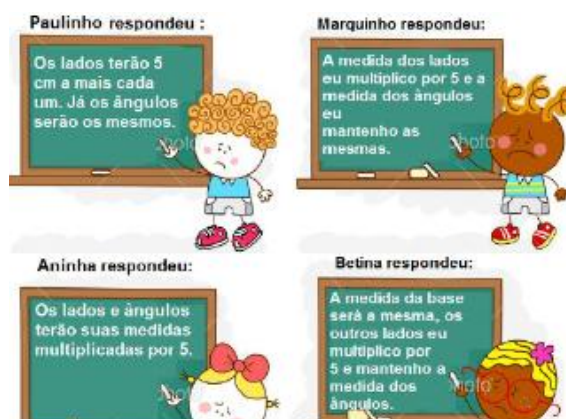 Paulinho respondeu :
Os lados terão 5
cm a mais cada
um. Já os ângulos
serão os mesmos.
Marquinho respondeu:
A medida dos lados
eu multiplico por 5 e a
medida dos ângulos
eu
mantenho as
mesmas.
Aninha respondeu:
Os lados e ângulos
terão suas medidas
multiplicadas por 5.
Betina respondeu:
A medida da base
será a mesma, os
outros lados eu
multiplico por
5 e mantenho a
medida dos
ângulos.